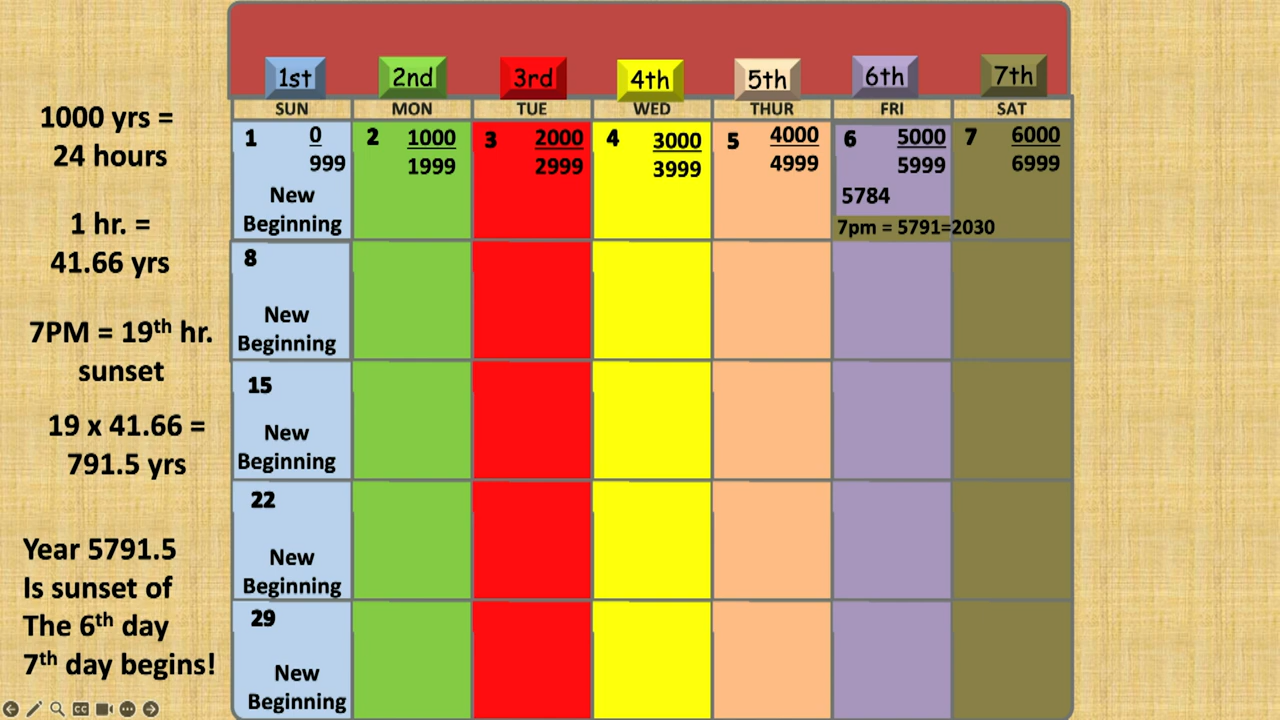 1st 2nd 3rd 4th 5th 6th 7th
SUN MON TUE WED THUR FRI SAT
1000 yrs =
24 hours
1 hr. =
41.66 yrs
7PM = 19th hr.
sunset
19 x 41.66 =
791.5 yrs
Year 5791.5
Is sunset of
The 6th day
7th day begins!
1 0
999
New
Beginning
2 1000
1999
3 2000
2999
4 3000
3999
5 4000
4999
6 5000
5999
5784
7pm = 5791=2030
7 6000
6999
8
New
Beginning
15
New
Beginning
22
New
Beginning
29
New
Beginning
CC